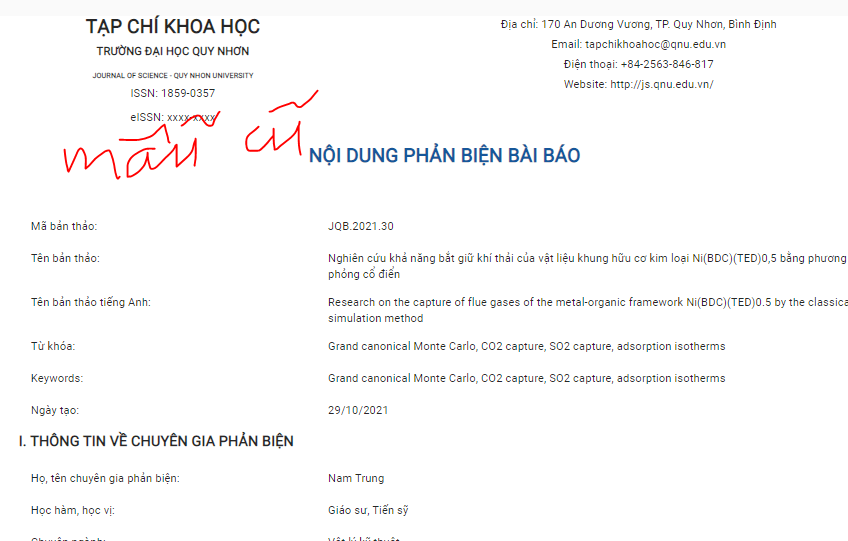 TẠP CHÍ KHOA HỌC
TRƯỜNG ĐẠI HỌC QUY NHƠN
JOURNAL OF SCIENCE - QUY NHON UNIVERSITY
ISSN: 1859-0357
eISSN: xxxx-xxxx
Địa chỉ: 170 An Dương Vương, TP. Quy Nhơn, Bình Định
Email: tapchikhoahoc@qnu.edu.vn
Điện thoại: +84-2563-846-817
Website: http://js.qnu.edu.vn/
mẫu cũ
NỘI DUNG PHẢN BIỆN BÀI BÁO
Mã bản thảo: JQB.2021.30
Tên bản thảo: Nghiên cứu khả năng bắt giữ khí thải của vật liệu khung hữu cơ kim loại Ni(BDC)(TED)0,5 bằng phương
phỏng cổ điển
Tên bản thảo tiếng Anh: Research on the capture of flue gases of the metal-organic framework Ni(BDC)(TED)0.5 by the classica
simulation method
Từ khóa: Grand canonical Monte Carlo, CO2 capture, SO2 capture, adsorption isotherms
Keywords: Grand canonical Monte Carlo, CO2 capture, SO2 capture, adsorption isotherms
Ngày tạo: 29/10/2021
I. THÔNG TIN VỀ CHUYÊN GIA PHẢN BIỆN
Họ, tên chuyên gia phản biện: Nam Trung
Học hàm, học vị: Giáo sư, Tiến sỹ
Chuyên ngành: Vật lý kỹ thuật